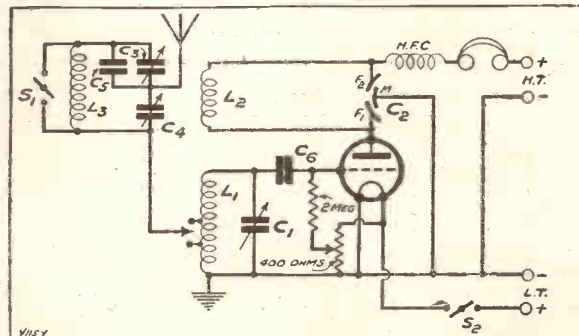 C3
C5
S1
L3
C4
H.F.C
+
H.T.
-
F2
M
C2
F1
L2
C6
L1
C1
2 MEG
400 OHMS
-
L.T.
+
S2
Y115Y